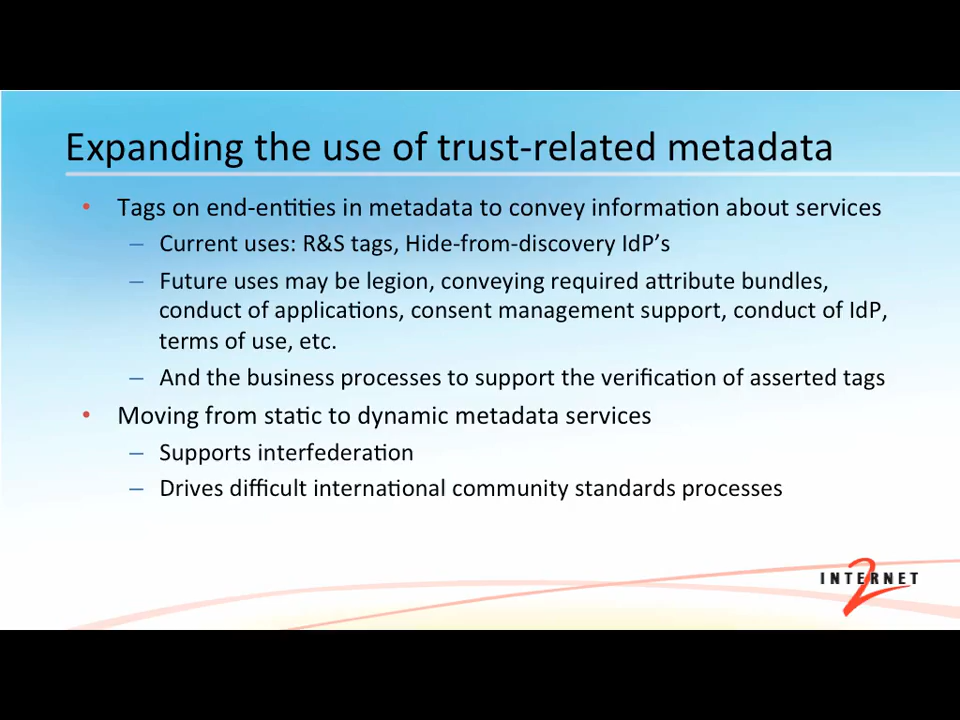 Expanding the use of trust-related metadata
• Tags on end-entities in metadata to convey information about services
– Current uses: R&S tags, Hide-from-discovery IdP's
– Future uses may be legion, conveying required attribute bundles,
conduct of applications, consent management support, conduct of IdP,
terms of use, etc.
– And the business processes to support the verification of asserted tags
• Moving from static to dynamic metadata services
– Supports interfederation
– Drives difficult international community standards processes
INTERNET
2